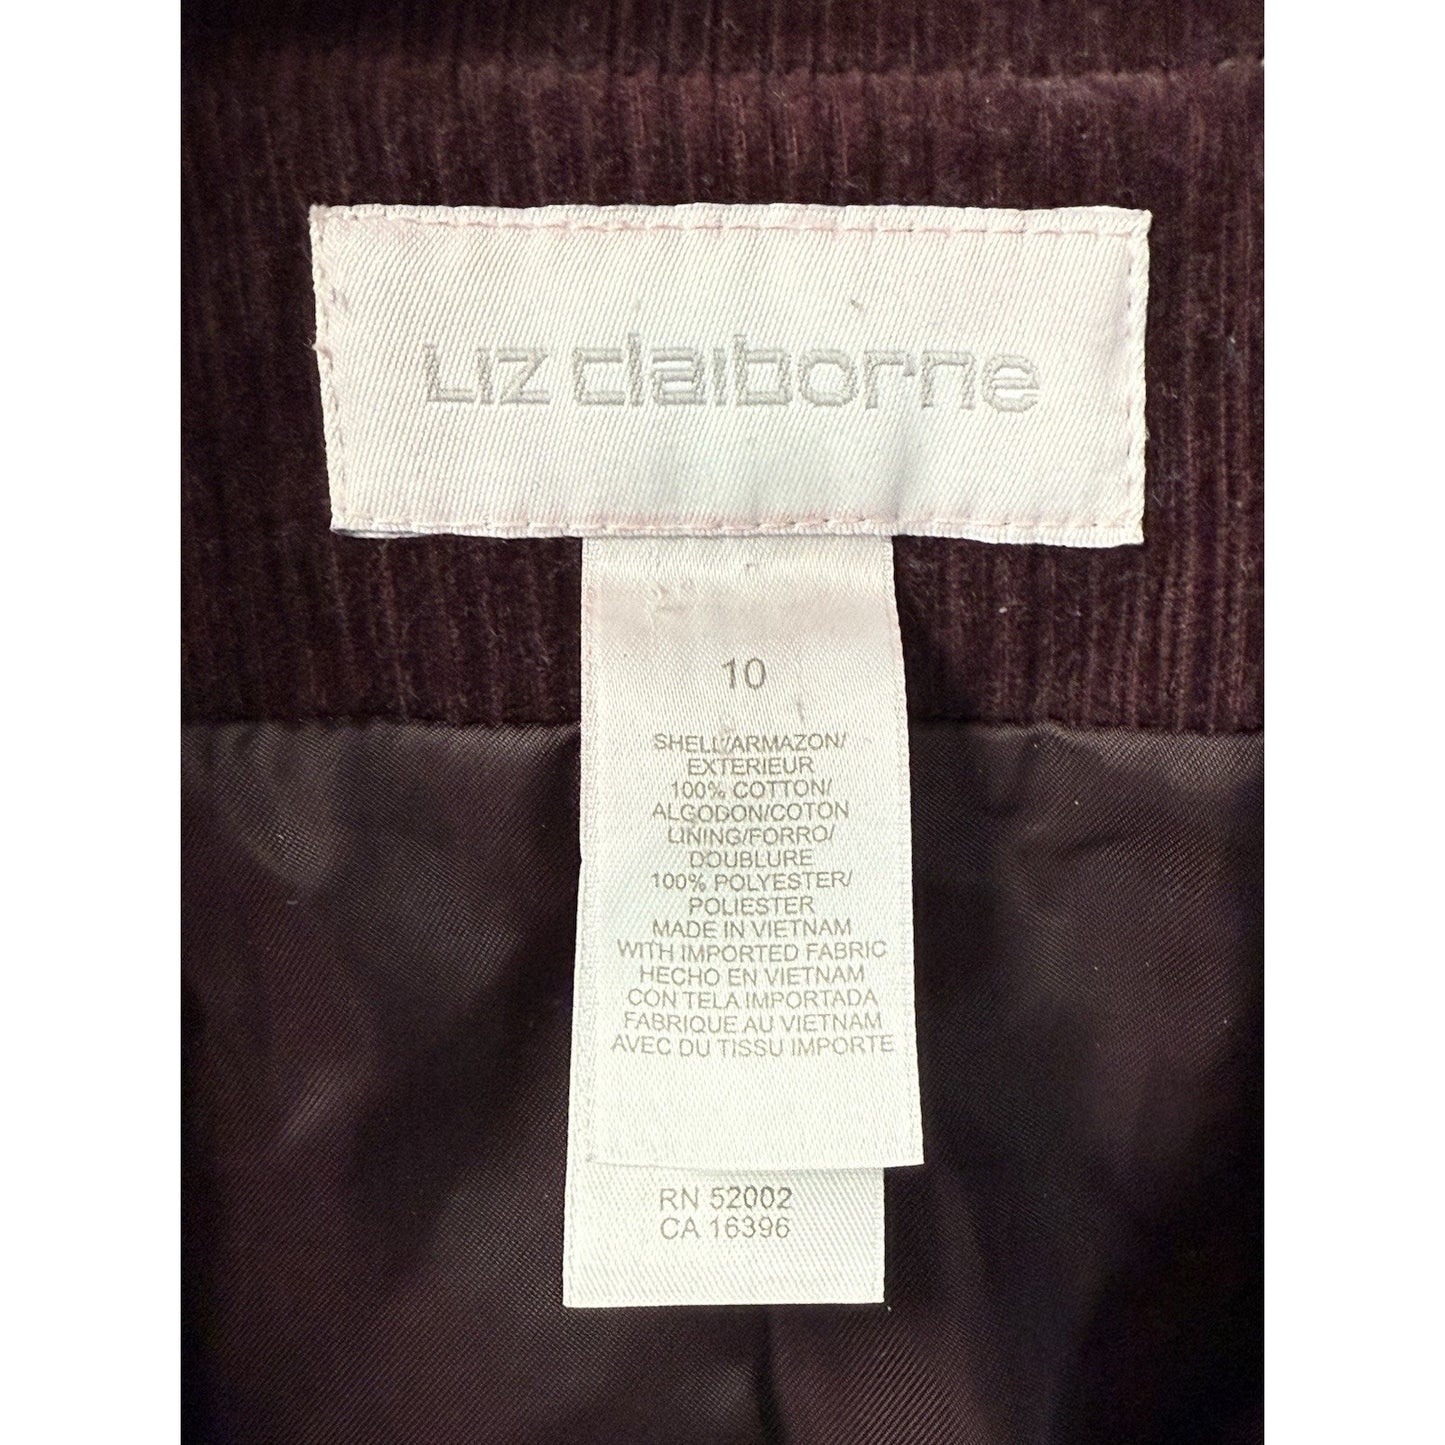 Liz claiborne
10
SHELL/ARMAZON/
EXTERIEUR
100% COTTON/
ALGODON/COTON
LINING/FORRO/
DOUBLURE
100% POLYESTER/
POLIESTER
MADE IN VIETNAM
WITH IMPORTED FABRIC
HECHO EN VIETNAM
CON TELA IMPORTADA
FABRIQUE AU VIETNAM
AVEC DU TISSU IMPORTE
RN 52002
CA 16396